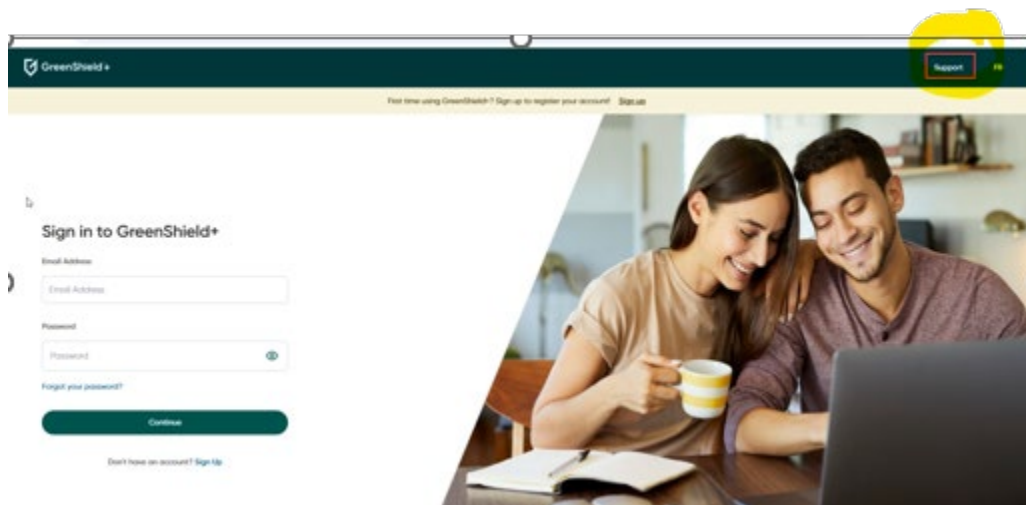 GreenShield+
Support
FR
First time using GreenShield+? Sign up to register your account! Sign up
Sign in to GreenShield+
Email Address
Email Address
Password
Password
Forgot your password?
Continue
Don't have an account? Sign Up